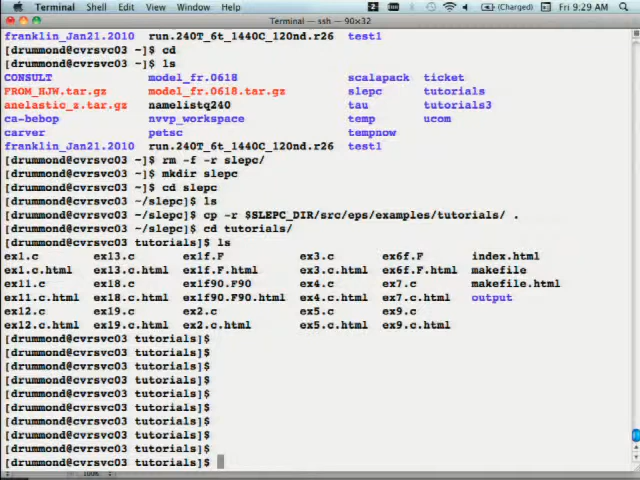 Terminal Shell Edit View Window Help (Charged) Fri 9:29 AM
Terminal — ssh — 90×32
franklin_Jan21.2010 run.240T_6t_1440C_120nd.r26 test1
[drummond@cvrsvc03 ~]$ cd
[drummond@cvrsvc03 ~]$ ls
CONSULT model_fr.0618 scalapack ticket
FROM_HJW.tar.gz model_fr.0618.tar.gz slepc tutorials
anelastic_z.tar.gz namelistq240 tau tutorials3
ca-bebop nvvp_workspace temp ucom
carver petsc tempnow
franklin_Jan21.2010 run.240T_6t_1440C_120nd.r26 test1
[drummond@cvrsvc03 ~]$ rm -f -r slepc/
[drummond@cvrsvc03 ~]$ mkdir slepc
[drummond@cvrsvc03 ~]$ cd slepc
[drummond@cvrsvc03 ~/slepc]$ ls
[drummond@cvrsvc03 ~/slepc]$ cp -r $SLEPC_DIR/src/eps/examples/tutorials/ .
[drummond@cvrsvc03 ~/slepc]$ cd tutorials/
[drummond@cvrsvc03 tutorials]$ ls
ex1.c ex13.c ex1f.F ex3.c ex6f.F index.html
ex1.c.html ex13.c.html ex1f.F.html ex3.c.html ex6f.F.html makefile
ex11.c ex18.c ex1f90.F90 ex4.c ex7.c makefile.html
ex11.c.html ex18.c.html ex1f90.F90.html ex4.c.html ex7.c.html output
ex12.c ex19.c ex2.c ex5.c ex9.c
ex12.c.html ex19.c.html ex2.c.html ex5.c.html ex9.c.html
[drummond@cvrsvc03 tutorials]$
[drummond@cvrsvc03 tutorials]$
[drummond@cvrsvc03 tutorials]$
[drummond@cvrsvc03 tutorials]$
[drummond@cvrsvc03 tutorials]$
[drummond@cvrsvc03 tutorials]$
[drummond@cvrsvc03 tutorials]$
[drummond@cvrsvc03 tutorials]$
[drummond@cvrsvc03 tutorials]$
[drummond@cvrsvc03 tutorials]$